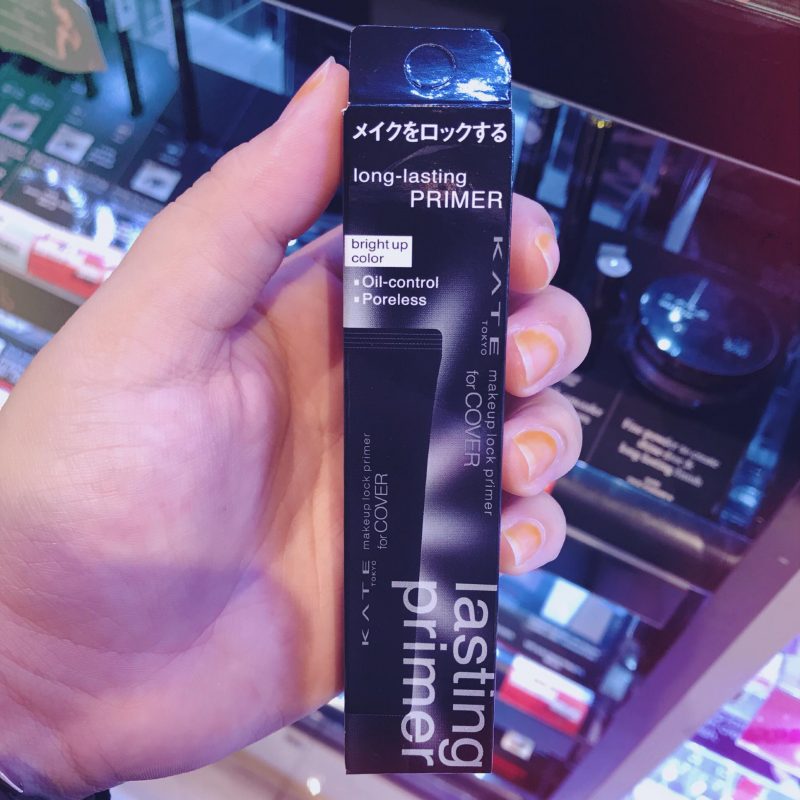 メイクをロックする
long-lasting
PRIMER
bright up
color
Oil-control
Poreless
KATE
TOKYO
makeup lock primer
for COVER
KATE
TOKYO
makeup lock primer
for COVER
lasting
primer